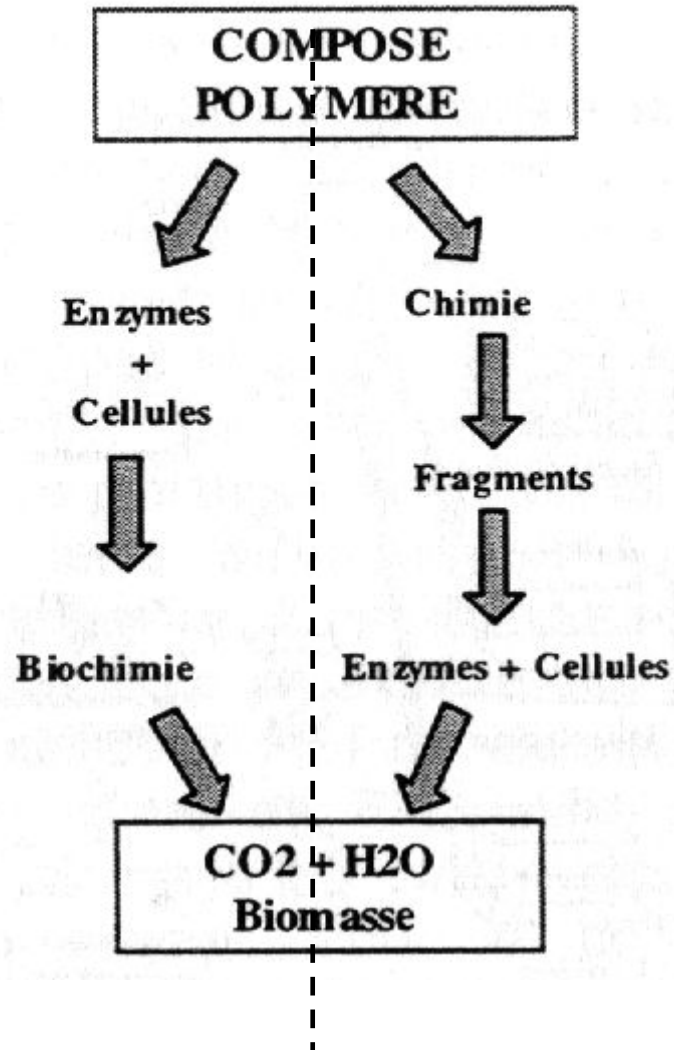 COMPOSE
POLYMERE
Enzymes
+
Cellules
Biochimie
Chimie
Fragments
Enzymes + Cellules
CO2 + H2O
Biomasse